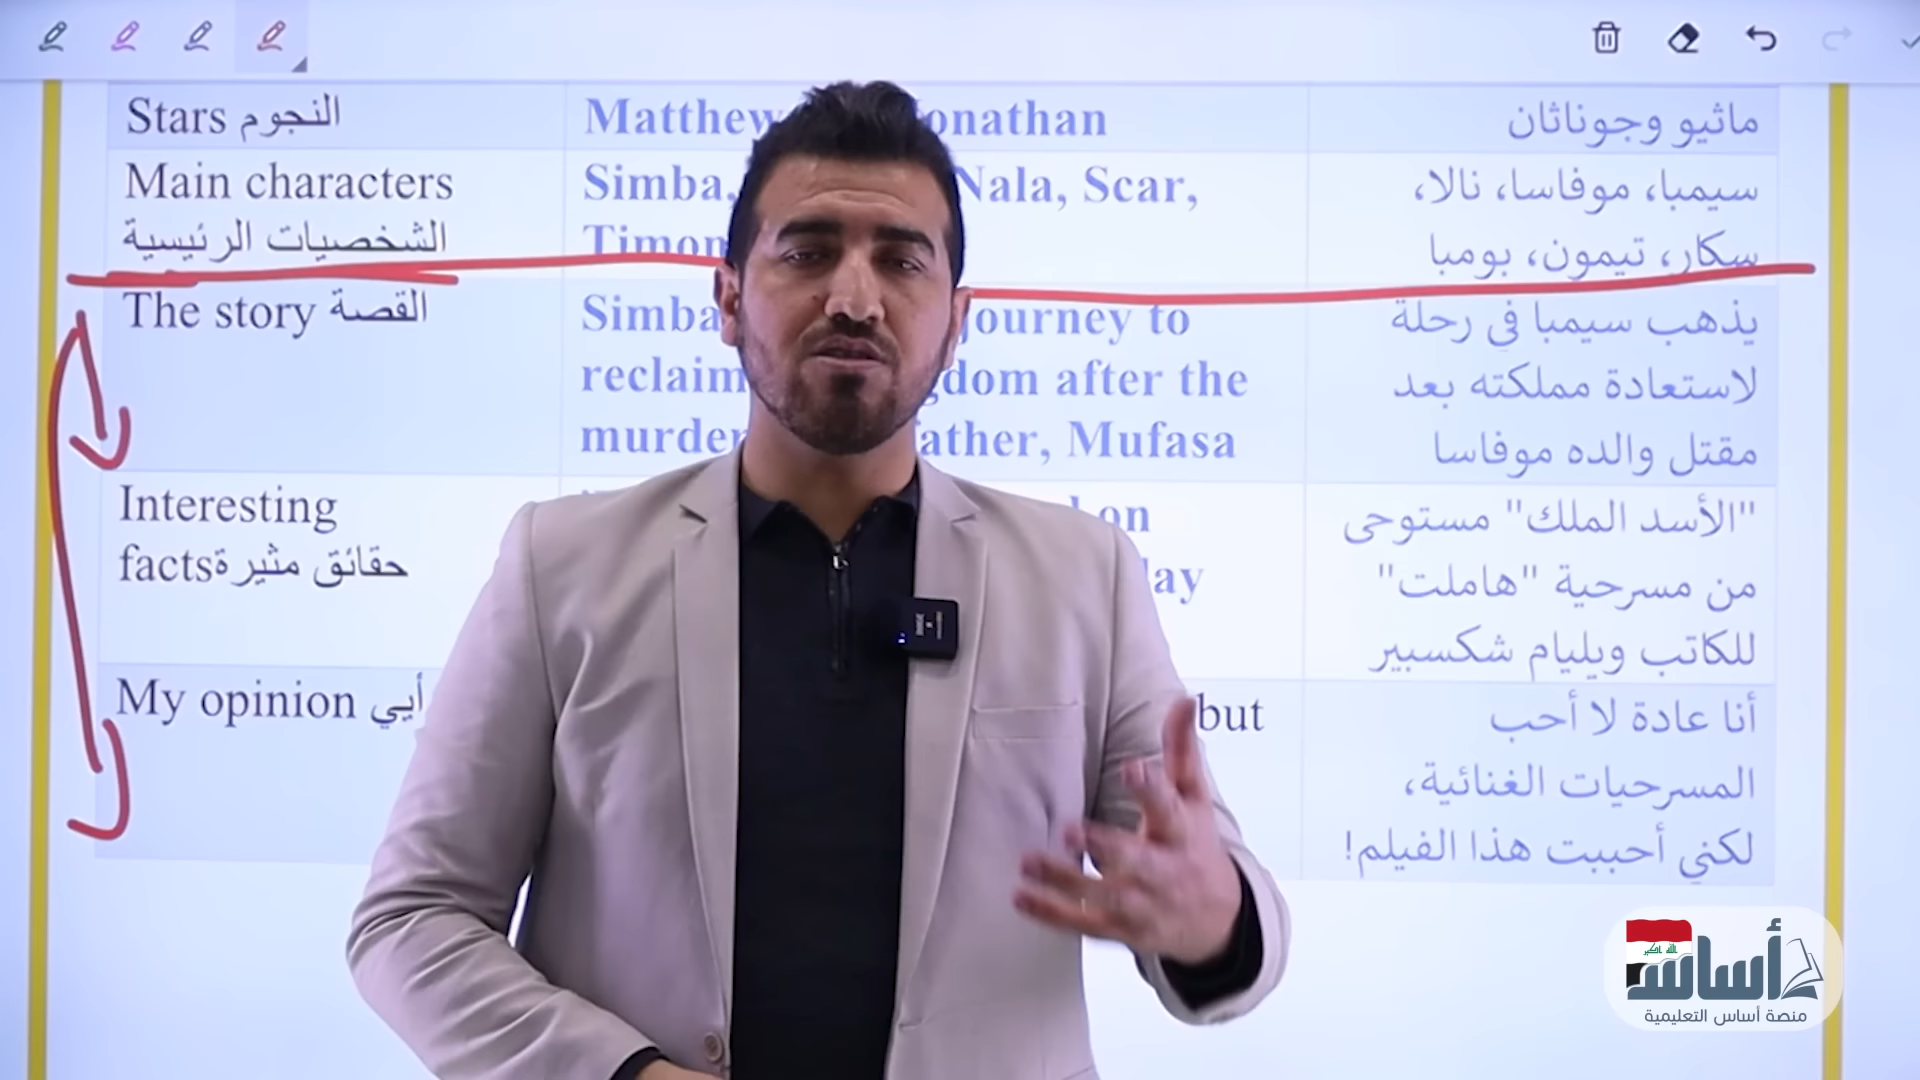 Stars النجوم
Matthew onathan
ماثيو وجوناثان
Main characters
الشخصيات الرئيسية
Simba, Nala, Scar,
Timon
سيمبا، موفاسا، نالا،
سكار، تيمون، بومبا
The story القصة
Simba journey to
reclaim dom after the
murder father, Mufasa
يذهب سيمبا في رحلة
لاستعادة مملكته بعد
مقتل والده موفاسا
Interesting
facts حقائق مثيرة
on
lay
"الأسد الملك" مستوحى
من مسرحية "هاملت"
للكاتب ويليام شكسبير
My opinion أيي
but
أنا عادة لا أحب
المسرحيات الغنائية،
لكني أحببت هذا الفيلم!
أساس
منصة أساس التعليمية